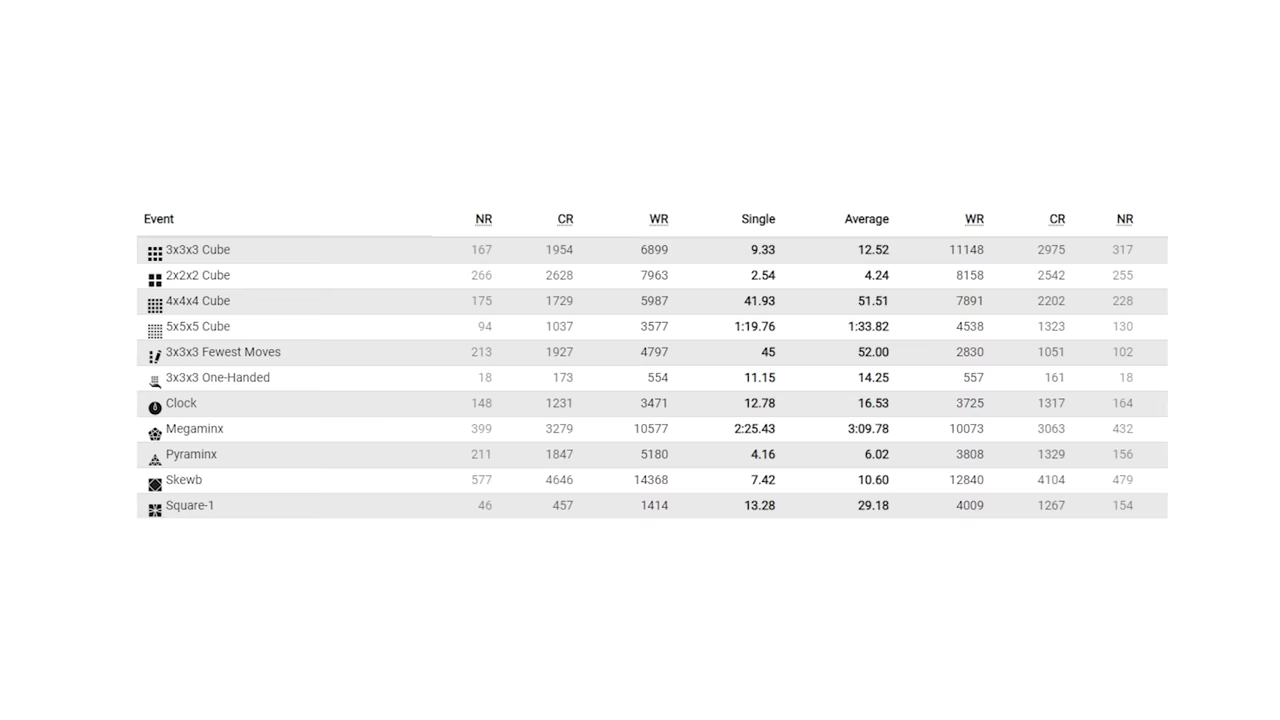 Event NR CR WR Single Average WR CR NR
3x3x3 Cube 167 1954 6899 9.33 12.52 11148 2975 317
2x2x2 Cube 266 2628 7963 2.54 4.24 8158 2542 255
4x4x4 Cube 175 1729 5987 41.93 51.51 7891 2202 228
5x5x5 Cube 94 1037 3577 1:19.76 1:33.82 4538 1323 130
3x3x3 Fewest Moves 213 1927 4797 45 52.00 2830 1051 102
3x3x3 One-Handed 18 173 554 11.15 14.25 557 161 18
Clock 148 1231 3471 12.78 16.53 3725 1317 164
Megaminx 399 3279 10577 2:25.43 3:09.78 10073 3063 432
Pyraminx 211 1847 5180 4.16 6.02 3808 1329 156
Skewb 577 4646 14368 7.42 10.60 12840 4104 479
Square-1 46 457 1414 13.28 29.18 4009 1267 154